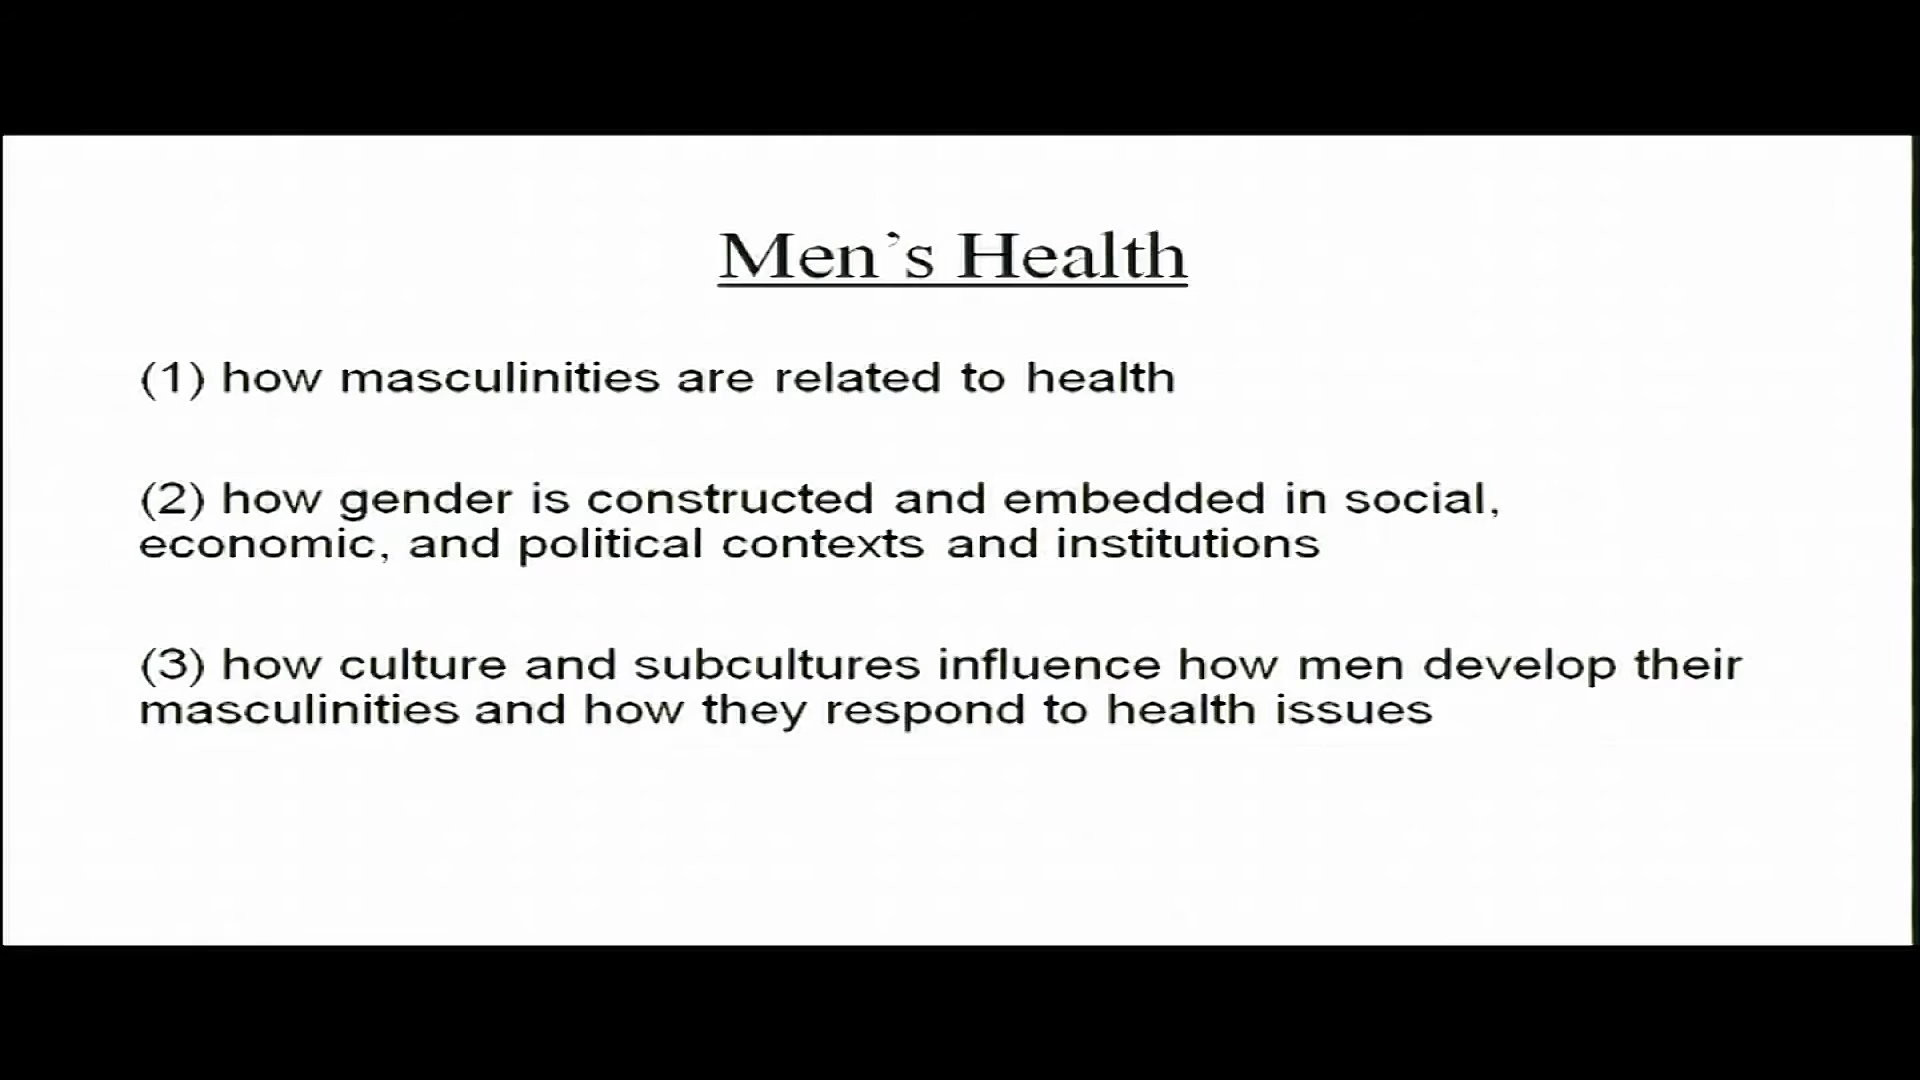 Men’s Health
(1) how masculinities are related to health
(2) how gender is constructed and embedded in social,
economic, and political contexts and institutions
(3) how culture and subcultures influence how men develop their
masculinities and how they respond to health issues